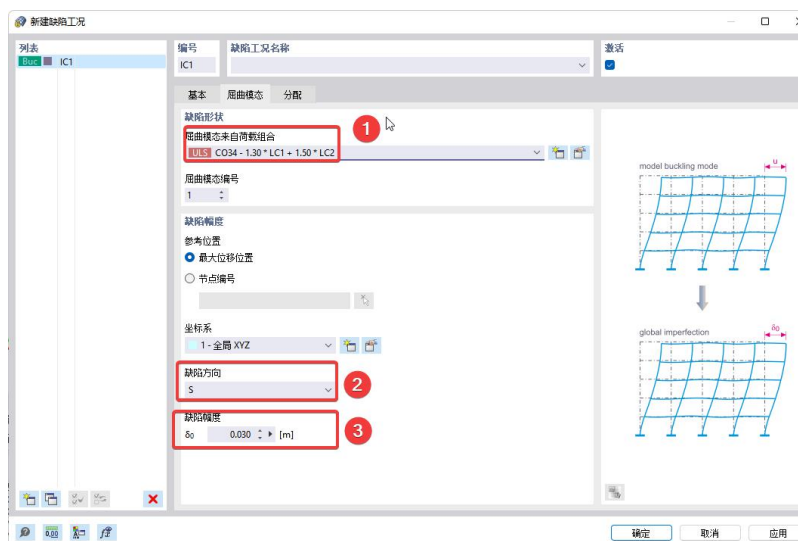 新建缺陷工况
列表
Buc IC1
编号
IC1
缺陷工况名称
激活
基本 屈曲模态 分配
缺陷形状
1
屈曲模态来自荷载组合
ULS CO34 - 1.30 * LC1 + 1.50 * LC2
屈曲模态编号
1
缺陷幅度
参考位置
最大位移位置
节点编号
坐标系
1 - 全局 XYZ
缺陷方向
S
2
缺陷幅度
δ₀ 0.030 [m]
3
model buckling mode
u
global imperfection
δ₀
0,00
确定 取消 应用